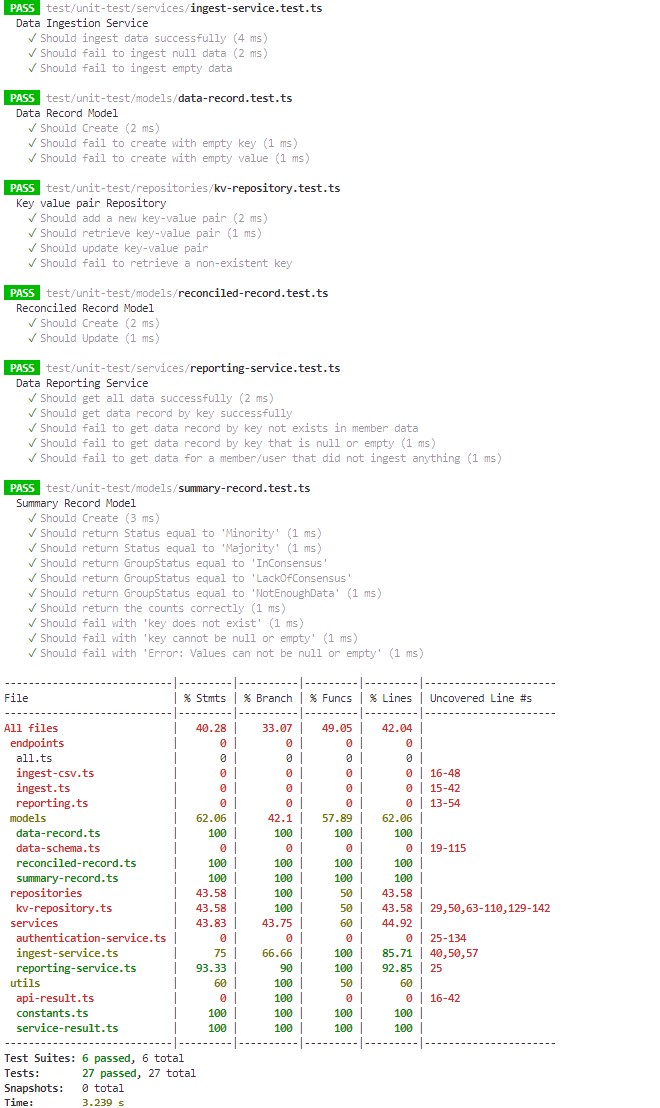 PASS test/unit-test/services/ingest-service.test.ts
Data Ingestion Service
✓ Should ingest data successfully (4 ms)
✓ Should fail to ingest null data (2 ms)
✓ Should fail to ingest empty data
PASS test/unit-test/models/data-record.test.ts
Data Record Model
✓ Should Create (2 ms)
✓ Should fail to create with empty key (1 ms)
✓ Should fail to create with empty value (1 ms)
PASS test/unit-test/repositories/kv-repository.test.ts
Key value pair Repository
✓ Should add a new key-value pair (2 ms)
✓ Should retrieve key-value pair (1 ms)
✓ Should update key-value pair
✓ Should fail to retrieve a non-existent key
PASS test/unit-test/models/reconciled-record.test.ts
Reconciled Record Model
✓ Should Create (2 ms)
✓ Should Update (1 ms)
PASS test/unit-test/services/reporting-service.test.ts
Data Reporting Service
✓ Should get all data successfully (2 ms)
✓ Should get data record by key successfully
✓ Should fail to get data record by key not exists in member data
✓ Should fail to get data record by key that is null or empty (1 ms)
✓ Should fail to get data for a member/user that did not ingest anything (1 ms)
PASS test/unit-test/models/summary-record.test.ts
Summary Record Model
✓ Should Create (3 ms)
✓ Should return Status equal to 'Minority' (1 ms)
✓ Should return Status equal to 'Majority' (1 ms)
✓ Should return GroupStatus equal to 'InConsensus'
✓ Should return GroupStatus equal to 'LackOfConsensus'
✓ Should return GroupStatus equal to 'NotEnoughData' (1 ms)
✓ Should return the counts correctly (1 ms)
✓ Should fail with 'key does not exist' (1 ms)
✓ Should fail with 'key cannot be null or empty' (1 ms)
✓ Should fail with 'Error: Values can not be null or empty' (1 ms)
File | % Stmts | % Branch | % Funcs | % Lines | Uncovered Line #s
All files | 40.28 | 33.07 | 49.05 | 42.04 |
endpoints | 0 | 0 | 0 | 0 |
all.ts | 0 | 0 | 0 | 0 |
ingest-csv.ts | 0 | 0 | 0 | 0 | 16-48
ingest.ts | 0 | 0 | 0 | 0 | 15-42
reporting.ts | 0 | 0 | 0 | 0 | 13-54
models | 62.06 | 42.1 | 57.89 | 62.06 |
data-record.ts | 100 | 100 | 100 | 100 |
data-schema.ts | 0 | 0 | 0 | 0 | 19-115
reconciled-record.ts | 100 | 100 | 100 | 100 |
summary-record.ts | 100 | 100 | 100 | 100 |
repositories | 43.58 | 100 | 50 | 43.58 |
kv-repository.ts | 43.58 | 100 | 50 | 43.58 | 29,50,63-110,129-142
services | 43.83 | 43.75 | 60 | 44.92 |
authentication-service.ts | 0 | 0 | 0 | 0 | 25-134
ingest-service.ts | 75 | 66.66 | 100 | 85.71 | 40,50,57
reporting-service.ts | 93.33 | 90 | 100 | 92.85 | 25
utils | 60 | 100 | 50 | 60 |
api-result.ts | 0 | 100 | 0 | 0 | 16-42
constants.ts | 100 | 100 | 100 | 100 |
service-result.ts | 100 | 100 | 100 | 100 |
Test Suites: 6 passed, 6 total
Tests: 27 passed, 27 total
Snapshots: 0 total
Time: 3.239 s